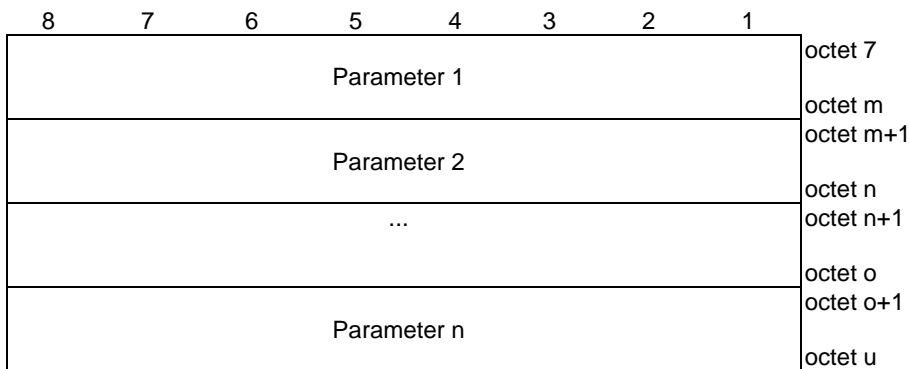 8 7 6 5 4 3 2 1
octet 7
Parameter 1
octet m
octet m+1
Parameter 2
octet n
...
octet n+1
octet o
octet o+1
Parameter n
octet u